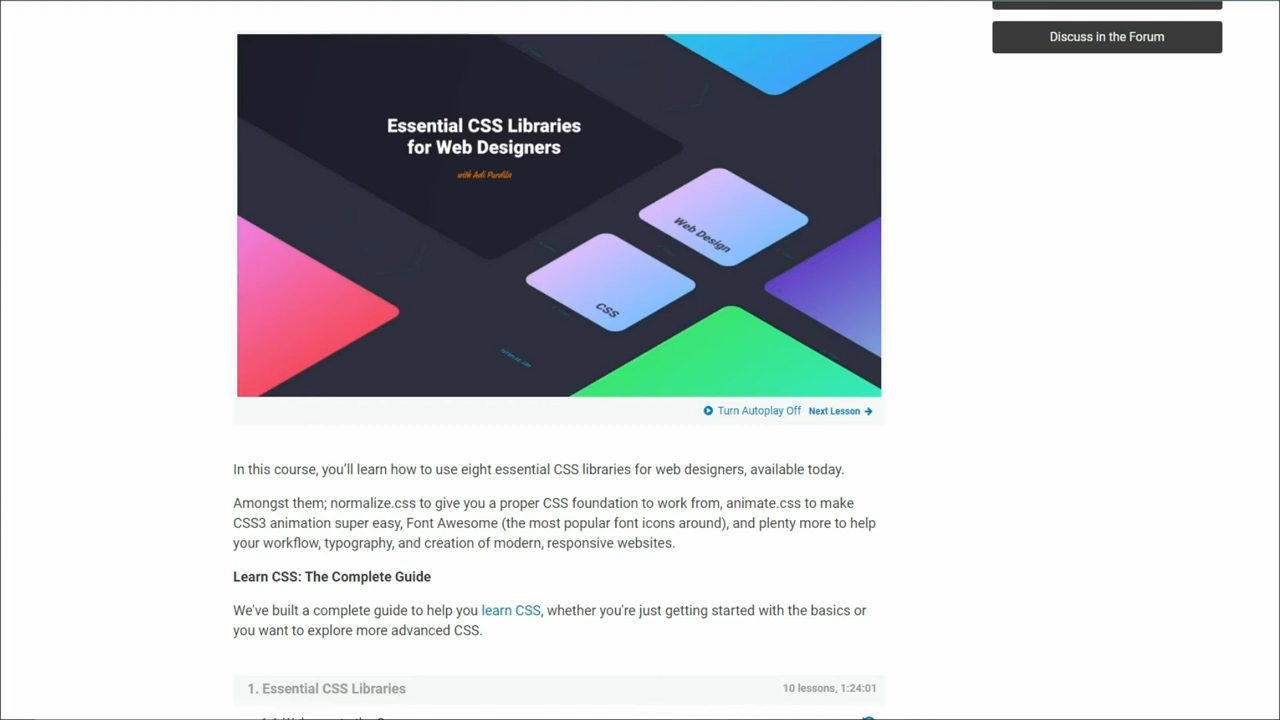 Discuss in the Forum
Essential CSS Libraries
for Web Designers
with Adi Purdila
Web Design
CSS
Turn Autoplay Off Next Lesson
In this course, you'll learn how to use eight essential CSS libraries for web designers, available today.
Amongst them; normalize.css to give you a proper CSS foundation to work from, animate.css to make
CSS3 animation super easy, Font Awesome (the most popular font icons around), and plenty more to help
your workflow, typography, and creation of modern, responsive websites.
Learn CSS: The Complete Guide
We've built a complete guide to help you learn CSS, whether you're just getting started with the basics or
you want to explore more advanced CSS.
1. Essential CSS Libraries 10 lessons, 1:24:01